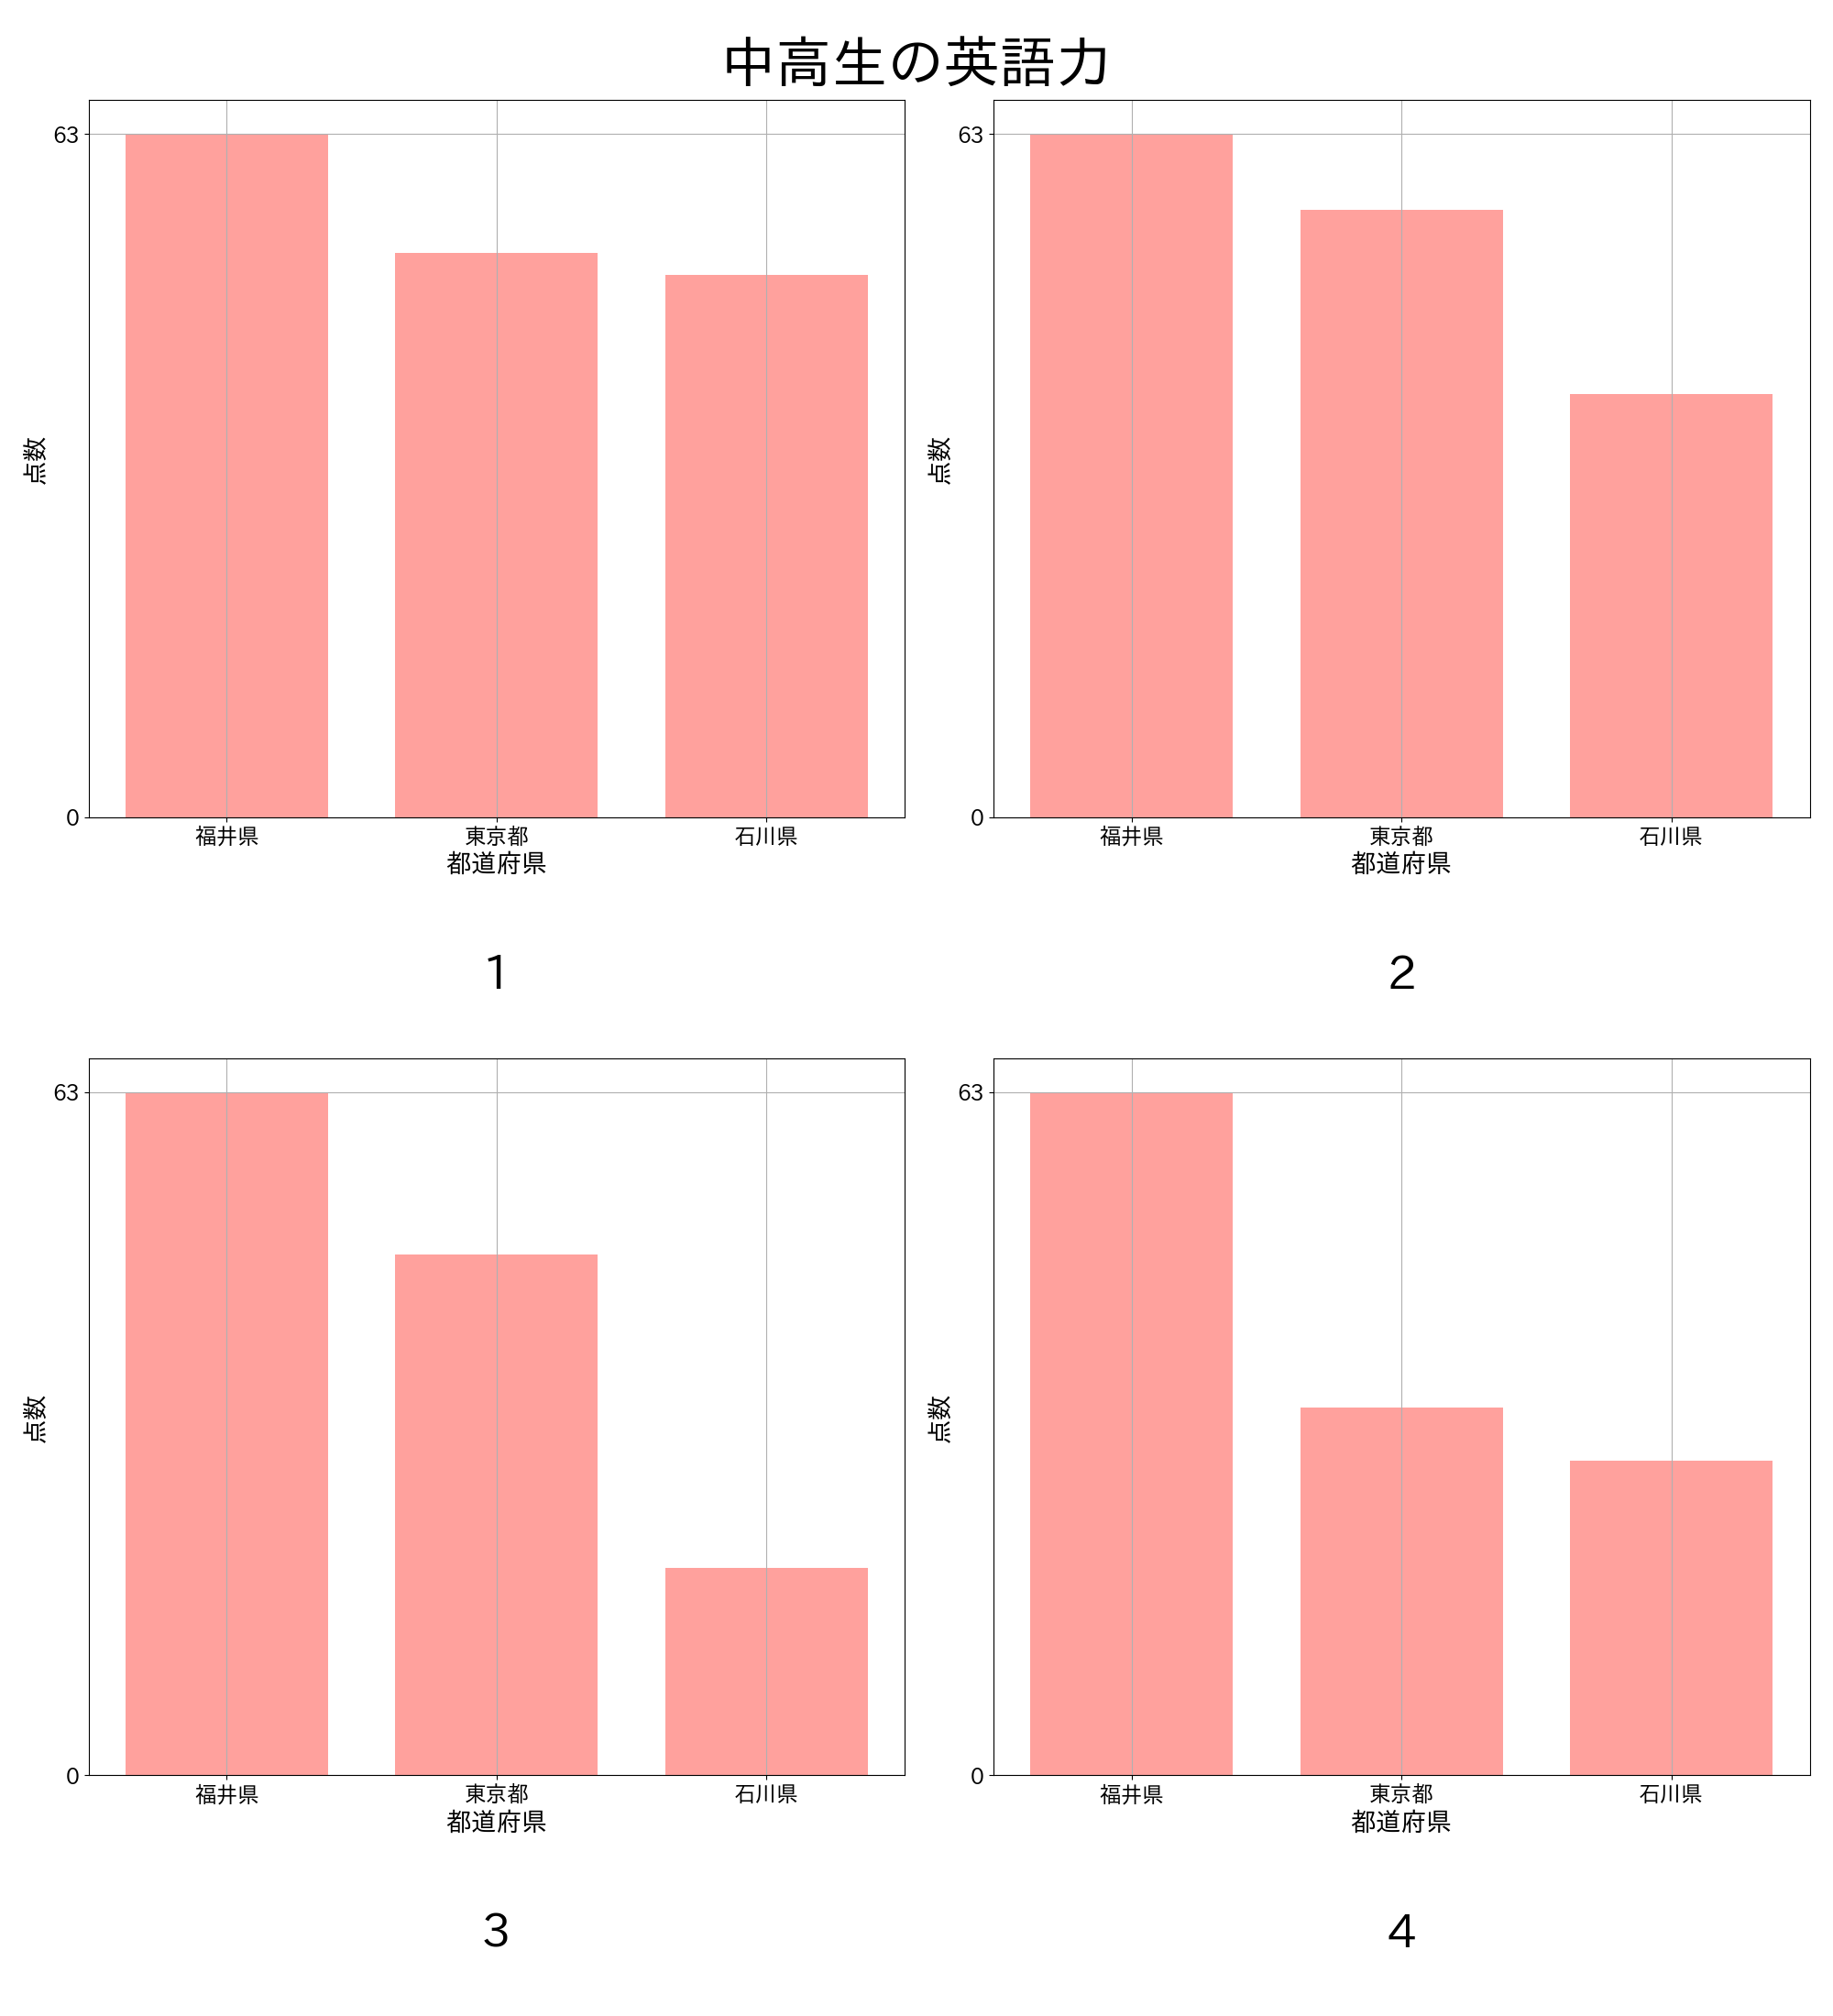 中高生の英語力
63
0
点数
福井県 東京都 石川県
都道府県
1
63
0
点数
福井県 東京都 石川県
都道府県
2
63
0
点数
福井県 東京都 石川県
都道府県
3
63
0
点数
福井県 東京都 石川県
都道府県
4